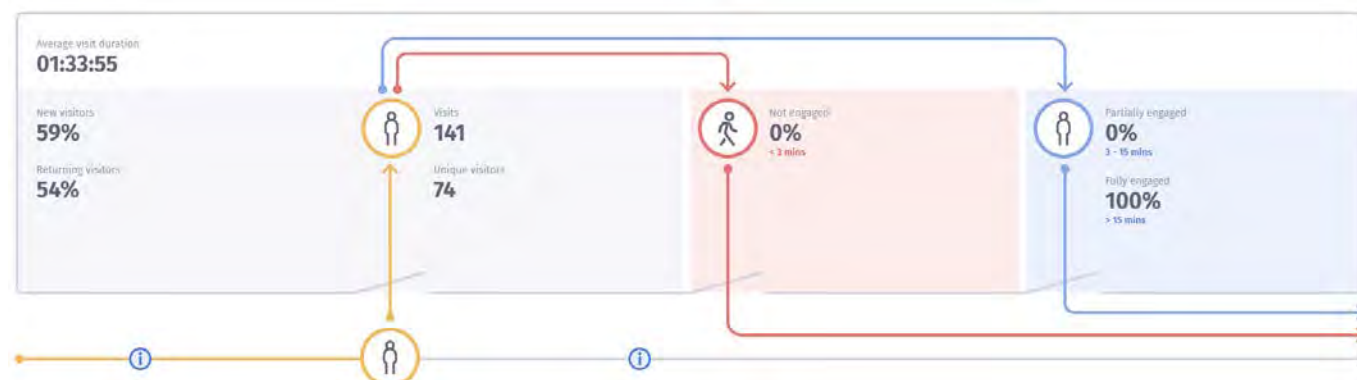 Average visit duration
01:33:55
New visitors
59%
Returning visitors
54%
Visits
141
Unique visitors
74
Not engaged
0%
< 3 mins
Partially engaged
0%
3 - 15 mins
Fully engaged
100%
> 15 mins